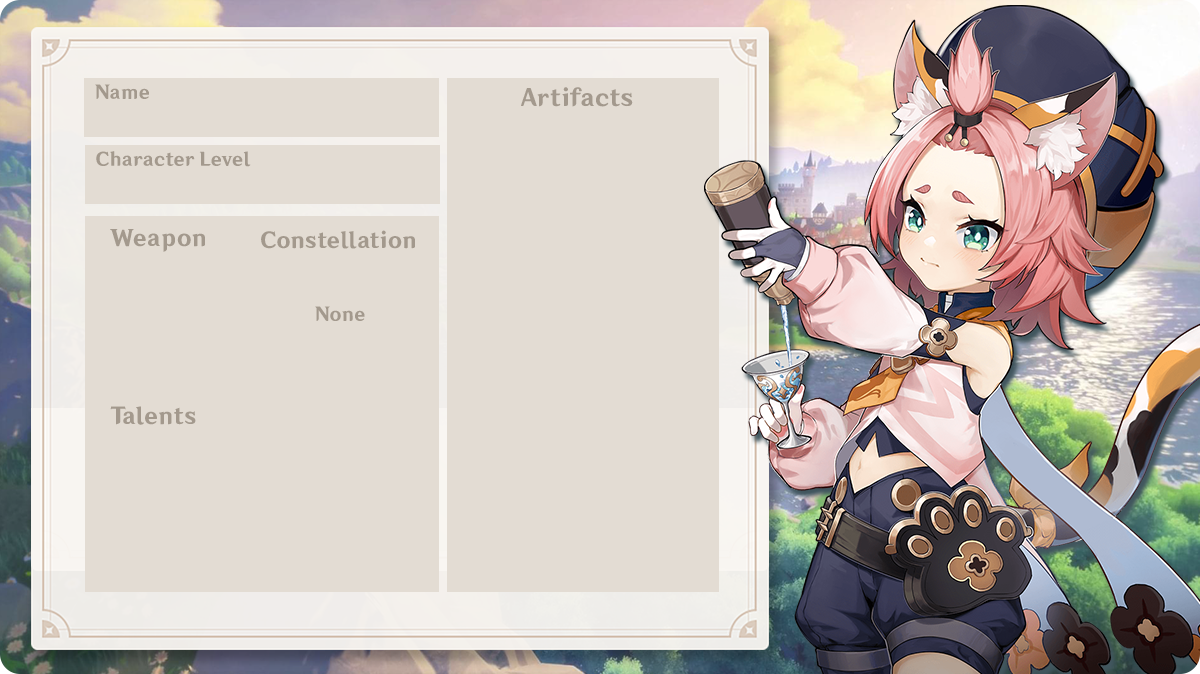 Name
Character Level
Weapon
Constellation
None
Talents
Artifacts